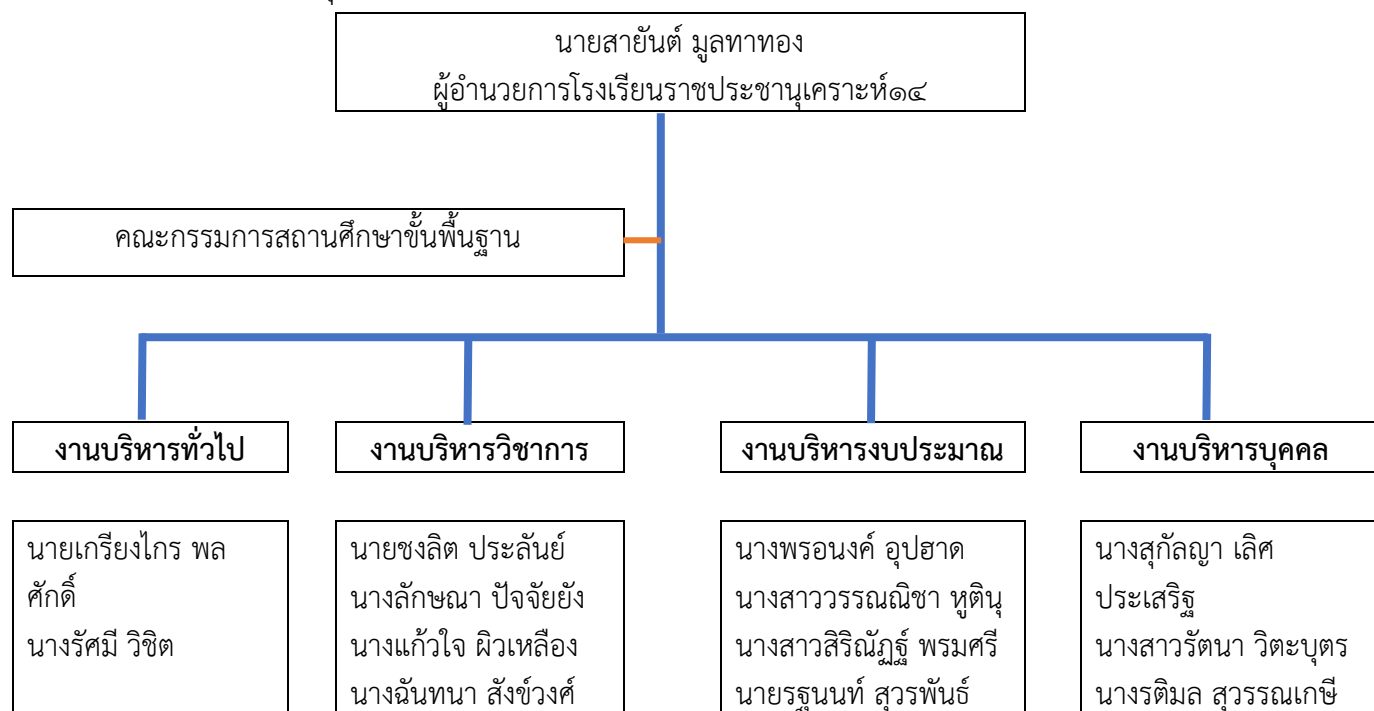 นายสายันต์ มูลทาทอง
ผู้อำนวยการโรงเรียนราชประชานุเคราะห์๑๔
คณะกรรมการสถานศึกษาขั้นพื้นฐาน
งานบริหารทั่วไป
งานบริหารวิชาการ
งานบริหารงบประมาณ
งานบริหารบุคคล
นายเกรียงไกร พล
ศักดิ์
นางรัศมี วิชิต
นายชงลิต ประลันย์
นางลักษณา ปัจจัยยัง
นางแก้วใจ ผิวเหลือง
นางฉันทนา สังข์วงศ์
นางพรอนงค์ อุปฮาด
นางสาววรรณณิชา หูตินุ
นางสาวสิริณัฏฐ์ พรมศรี
นายรฐนนท์ สุวรพันธ์
นางสุกัลญา เลิศ
ประเสริฐ
นางสาวรัตนา วิตะบุตร
นางรติมล สุวรรณเกษี